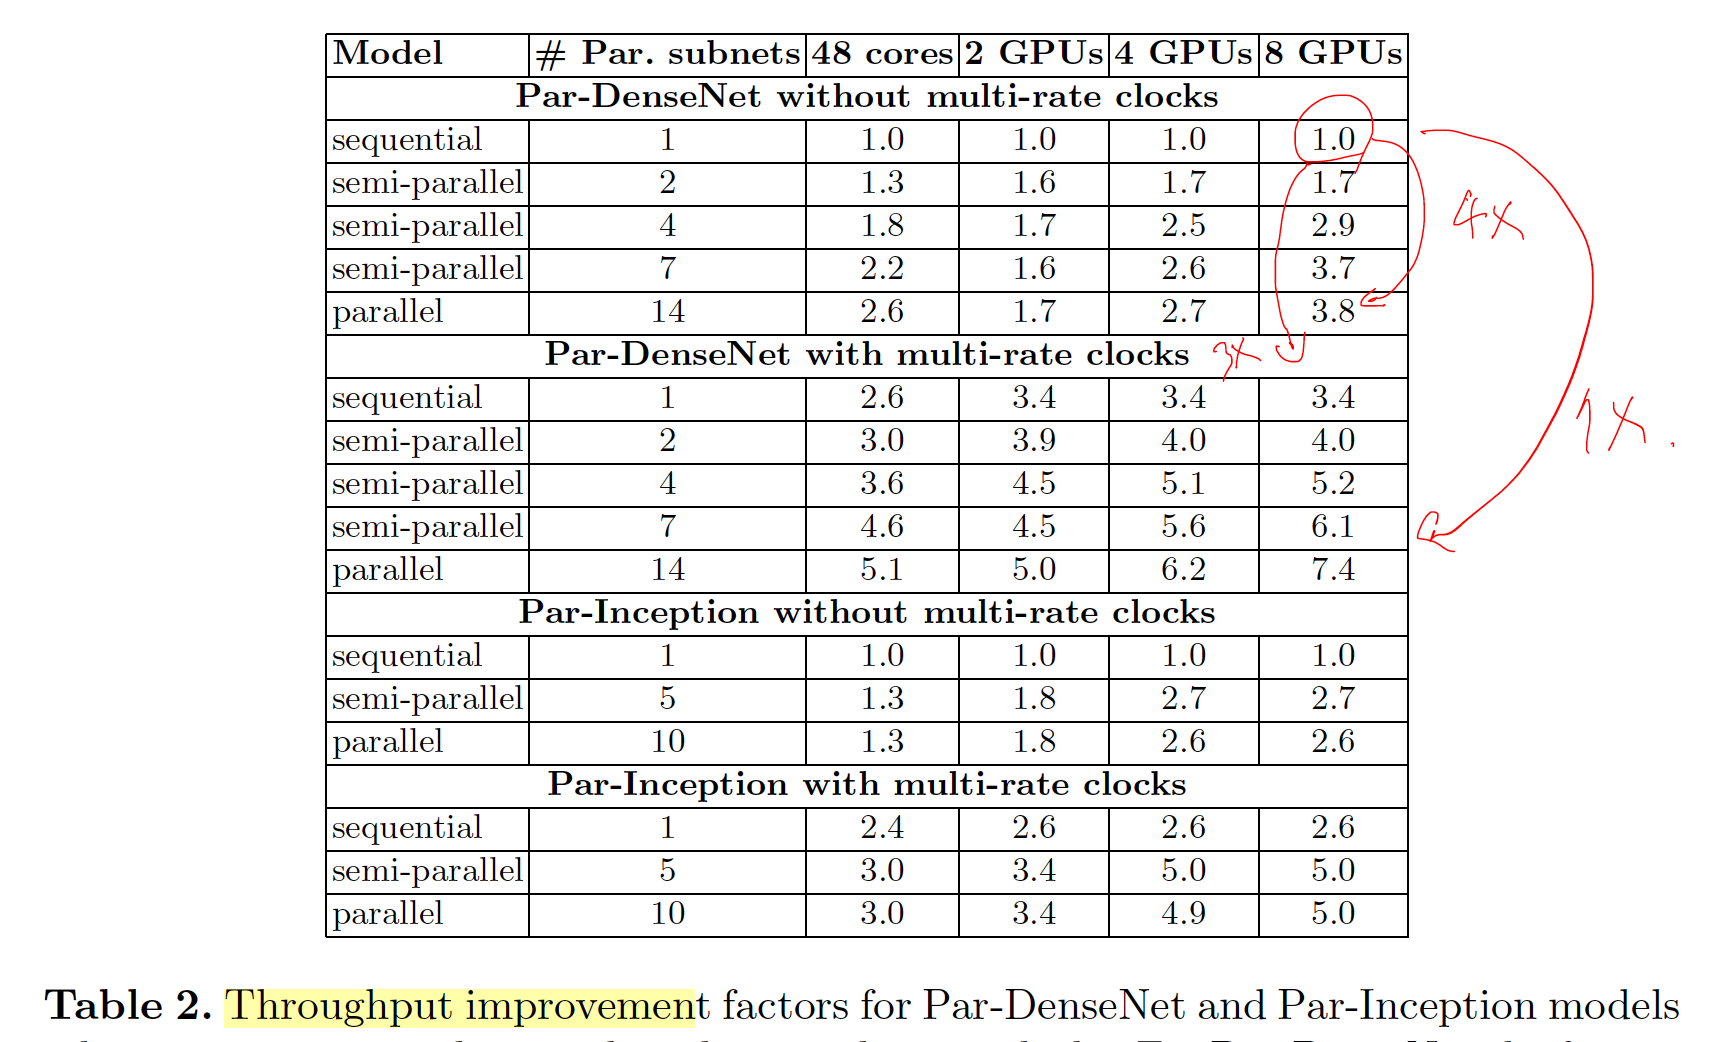 Model # Par. subnets 48 cores 2 GPUs 4 GPUs 8 GPUs
Par-DenseNet without multi-rate clocks
sequential 1 1.0 1.0 1.0 1.0
semi-parallel 2 1.3 1.6 1.7 1.7
4x
semi-parallel 4 1.8 1.7 2.5 2.9
semi-parallel 7 2.2 1.6 2.6 3.7
parallel 14 2.6 1.7 2.7 3.8
Par-DenseNet with multi-rate clocks 3x
sequential 1 2.6 3.4 3.4 3.4
semi-parallel 2 3.0 3.9 4.0 4.0
semi-parallel 4 3.6 4.5 5.1 5.2
semi-parallel 7 4.6 4.5 5.6 6.1
parallel 14 5.1 5.0 6.2 7.4
Par-Inception without multi-rate clocks
sequential 1 1.0 1.0 1.0 1.0
semi-parallel 5 1.3 1.8 2.7 2.7
parallel 10 1.3 1.8 2.6 2.6
Par-Inception with multi-rate clocks
sequential 1 2.4 2.6 2.6 2.6
semi-parallel 5 3.0 3.4 5.0 5.0
parallel 10 3.0 3.4 4.9 5.0
Table 2. Throughput improvement factors for Par-DenseNet and Par-Inception models